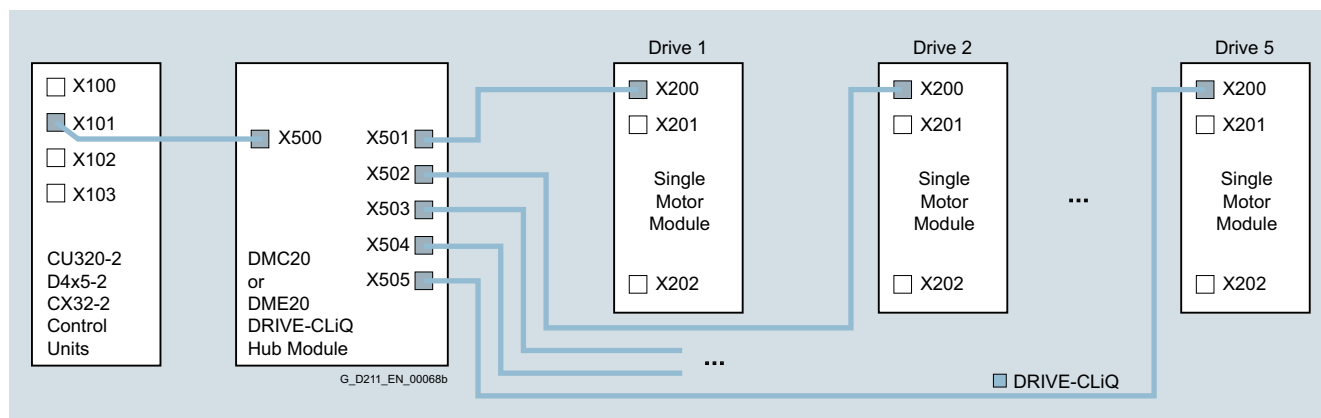 Drive 1
Drive 2
Drive 5
X100
X101
X102
X103
CU320-2
D4x5-2
CX32-2
Control
Units
X500
X501
X502
X503
X504
X505
DMC20
or
DME20
DRIVE-CLiQ
Hub Module
G_D211_EN_00068b
X200
X201
Single
Motor
Module
X202
X200
X201
Single
Motor
Module
X202
...
X200
X201
Single
Motor
Module
X202
...
DRIVE-CLiQ